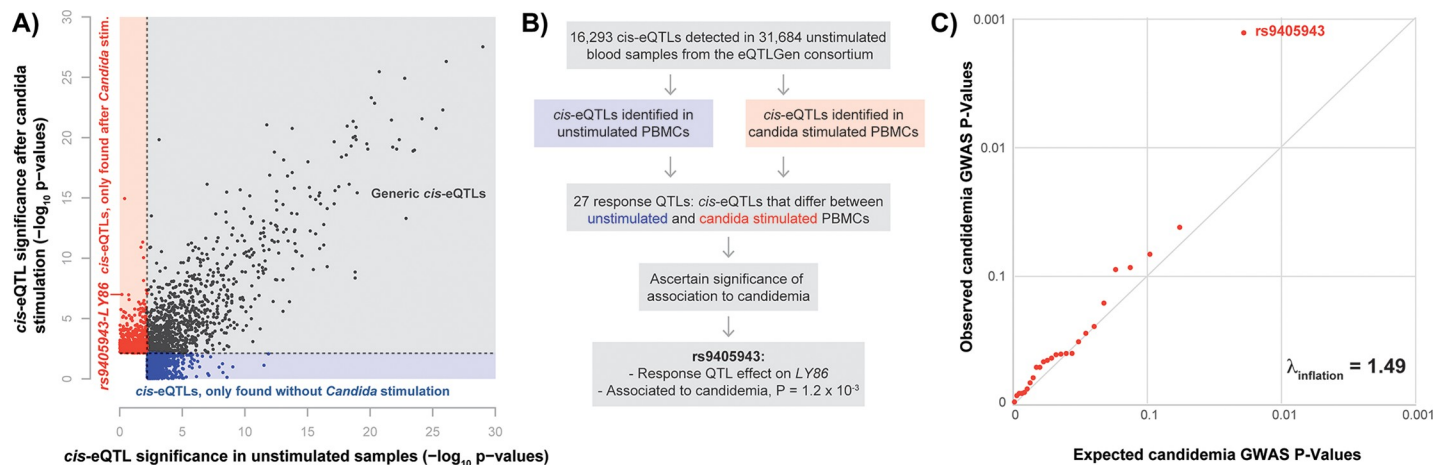 A)
cis-eQTL significance after candida
stimulation (−log10 p-values)
30
25
20
15
10
5
0
rs9405943-LY86
cis-eQTLs, only found after Candida stim.
Generic cis-eQTLs
cis-eQTLs, only found without Candida stimulation
0 5 10 15 20 25 30
cis-eQTL significance in unstimulated samples (−log10 p-values)
B)
16,293 cis-eQTLs detected in 31,684 unstimulated
blood samples from the eQTLGen consortium
cis-eQTLs identified in
unstimulated PBMCs
cis-eQTLs identified in
candida stimulated PBMCs
27 response QTLs: cis-eQTLs that differ between
unstimulated and candida stimulated PBMCs
Ascertain significance of
association to candidemia
rs9405943:
- Response QTL effect on LY86
- Associated to candidemia, P = 1.2 x 10-3
C)
Observed candidemia GWAS P-Values
0.001
0.01
0.1
0
rs9405943
λinflation = 1.49
0 0.1 0.01 0.001
Expected candidemia GWAS P-Values